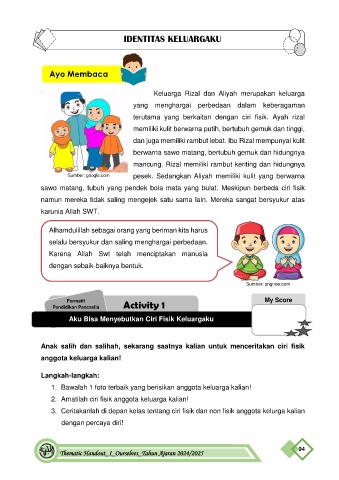 IDENTITAS KELUARGAKU
Ayo Membaca
Keluarga Rizal dan Aliyah merupakan keluarga
yang menghargai perbedaan dalam keberagaman
terutama yang berkaitan dengan ciri fisik. Ayah rizal
memiliki kulit berwarna putih, bertubuh gemuk dan tinggi,
dan juga memiliki rambut lebat. Ibu Rizal mempunyai kulit
berwarna sawo matang, bertubuh gemuk dan hidungnya
mancung. Rizal memiliki rambut keriting dan hidungnya
Sumber: google.com
pesek. Sedangkan Aliyah memiliki kulit yang berwarna
sawo matang, tubuh yang pendek bola mata yang bulat. Meskipun berbeda ciri fisik
namun mereka tidak saling mengejek satu sama lain. Mereka sangat bersyukur atas
karunia Allah SWT.
Alhamdulillah sebagai orang yang beriman kita harus
selalu bersyukur dan saling menghargai perbedaan.
Karena Allah Swt telah menciptakan manusia
dengan sebaik-baiknya bentuk.
Sumber: pngtree.com
Formatif
Pendidikan Pancasila
Activity 1
My Score
Aku Bisa Menyebutkan Ciri Fisik Keluargaku
Anak salih dan salihah, sekarang saatnya kalian untuk menceritakan ciri fisik
anggota keluarga kalian!
Langkah-langkah:
1. Bawalah 1 foto terbaik yang berisikan anggota keluarga kalian!
2. Amatilah ciri fisik anggota keluarga kalian!
3. Ceritakanlah di depan kelas tentang ciri fisik dan non fisik anggota kelurga kalian
dengan percaya diri!
Thematic Handout_1_Ourselves_Tahun Ajaran 2024/2025
94